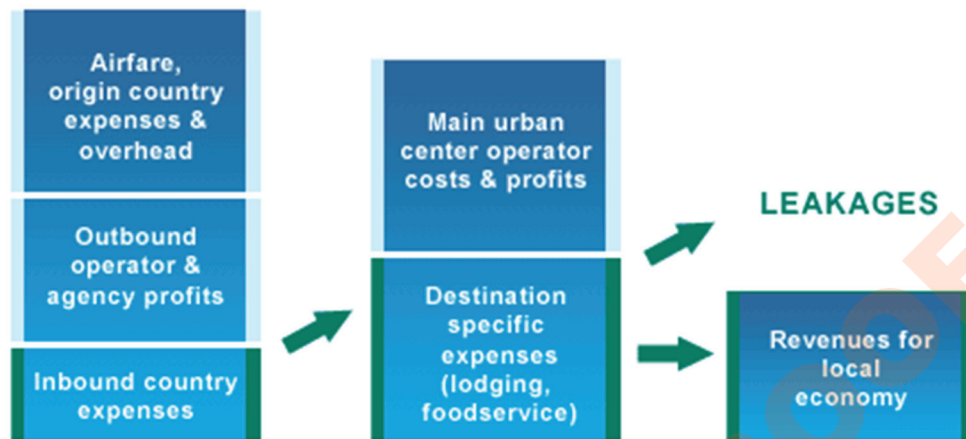 Airfare,
origin country
expenses &
overhead
Outbound
operator &
agency profits
Inbound country
expenses
Main urban
center operator
costs & profits
Destination
specific
expenses
(lodging,
foodservice)
LEAKAGES
Revenues for
local
economy